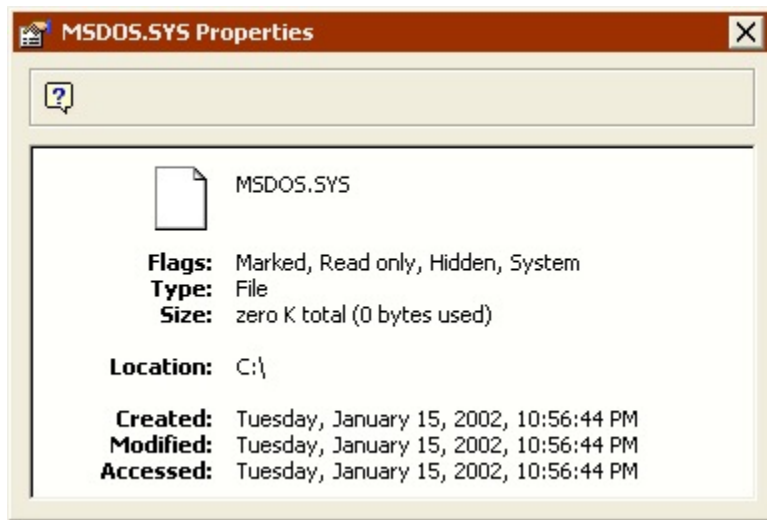 MSDOS.SYS Properties
?
MSDOS.SYS
Flags: Marked, Read only, Hidden, System
Type: File
Size: zero K total (0 bytes used)
Location: C:\
Created: Tuesday, January 15, 2002, 10:56:44 PM
Modified: Tuesday, January 15, 2002, 10:56:44 PM
Accessed: Tuesday, January 15, 2002, 10:56:44 PM